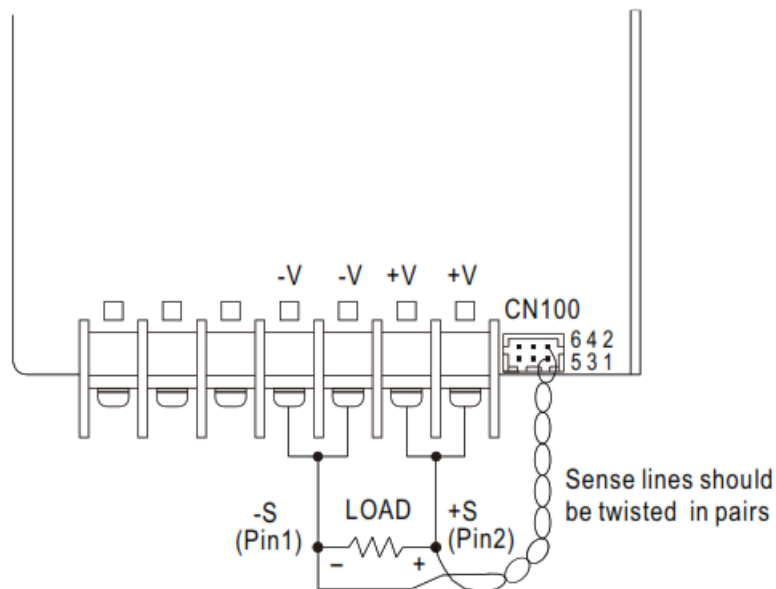 -V -V +V +V
CN100
6 4 2
5 3 1
Sense lines should
be twisted in pairs
-S LOAD +S
(Pin1) (Pin2)
− +